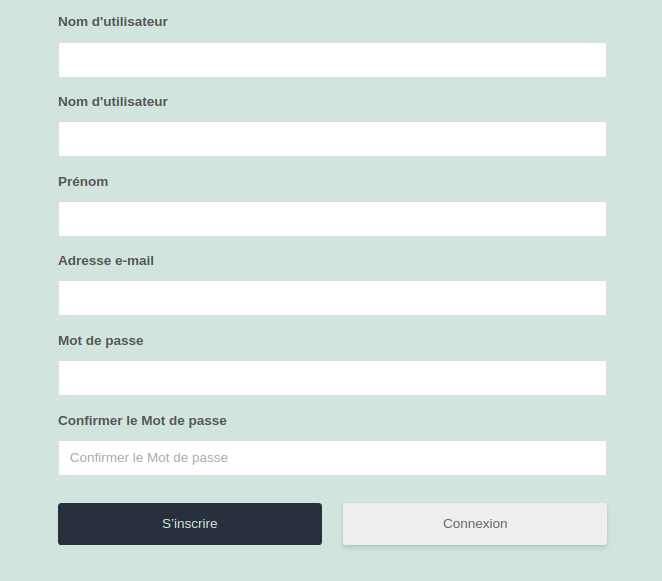 Nom d'utilisateur
Nom d'utilisateur
Prénom
Adresse e-mail
Mot de passe
Confirmer le Mot de passe
Confirmer le Mot de passe
S'inscrire
Connexion